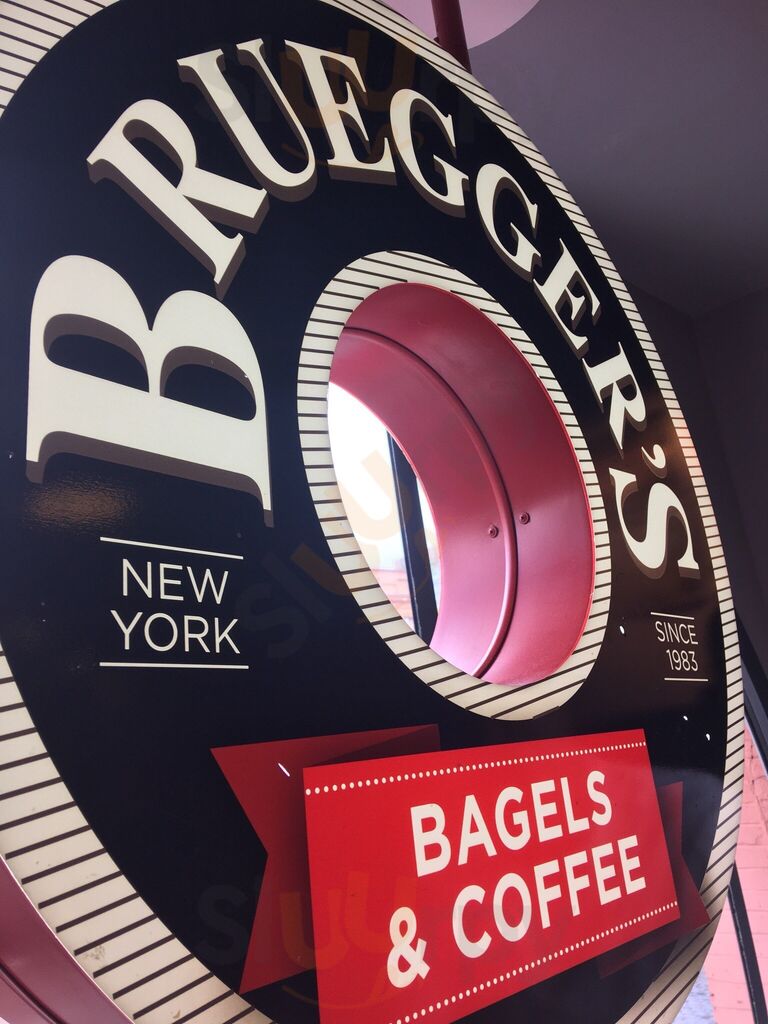 BRUEGGER'S
NEW
YORK
SINCE
1983
BAGELS
& COFFEE